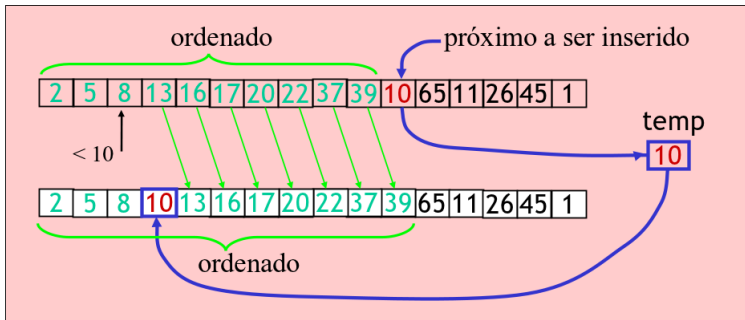 ordenado
próximo a ser inserido
2 5 8 13 16 17 20 22 37 39 10 65 11 26 45 1
< 10
temp
10
2 5 8 10 13 16 17 20 22 37 39 65 11 26 45 1
ordenado